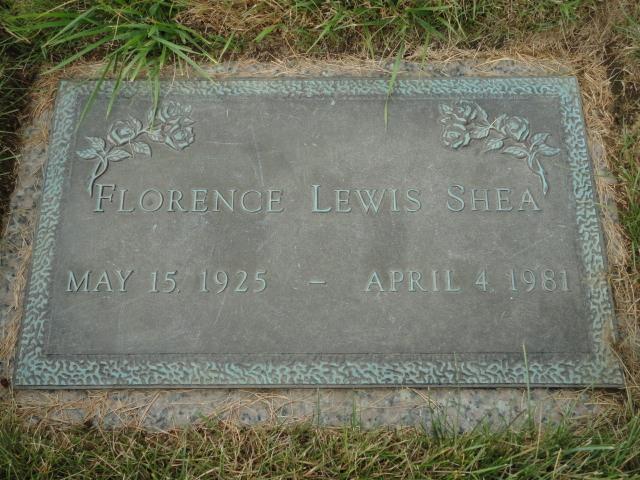 FLORENCE LEWIS SHEA
MAY 15, 1925 – APRIL 4, 1981